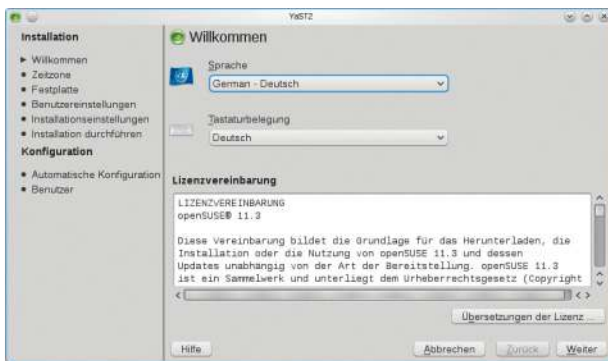 YaST2
Installation
Willkommen
Zeitzone
Festplatte
Benutzereinstellungen
Installationseinstellungen
Installation durchführen
Konfiguration
Automatische Konfiguration
Benutzer
Willkommen
Sprache
German - Deutsch
Tastaturbelegung
Deutsch
Lizenzvereinbarung
LIZENZVEREINBARUNG
openSUSE® 11.3
Diese Vereinbarung bildet die Grundlage für das Herunterladen, die
Installation oder die Nutzung von openSUSE 11.3 und dessen
Updates unabhängig von der Art der Bereitstellung. openSUSE 11.3
ist ein Sammelwerk und unterliegt dem Urheberrechtsgesetz (Copyright
Übersetzungen der Lizenz ...
Hilfe
Abbrechen
Zurück
Weiter